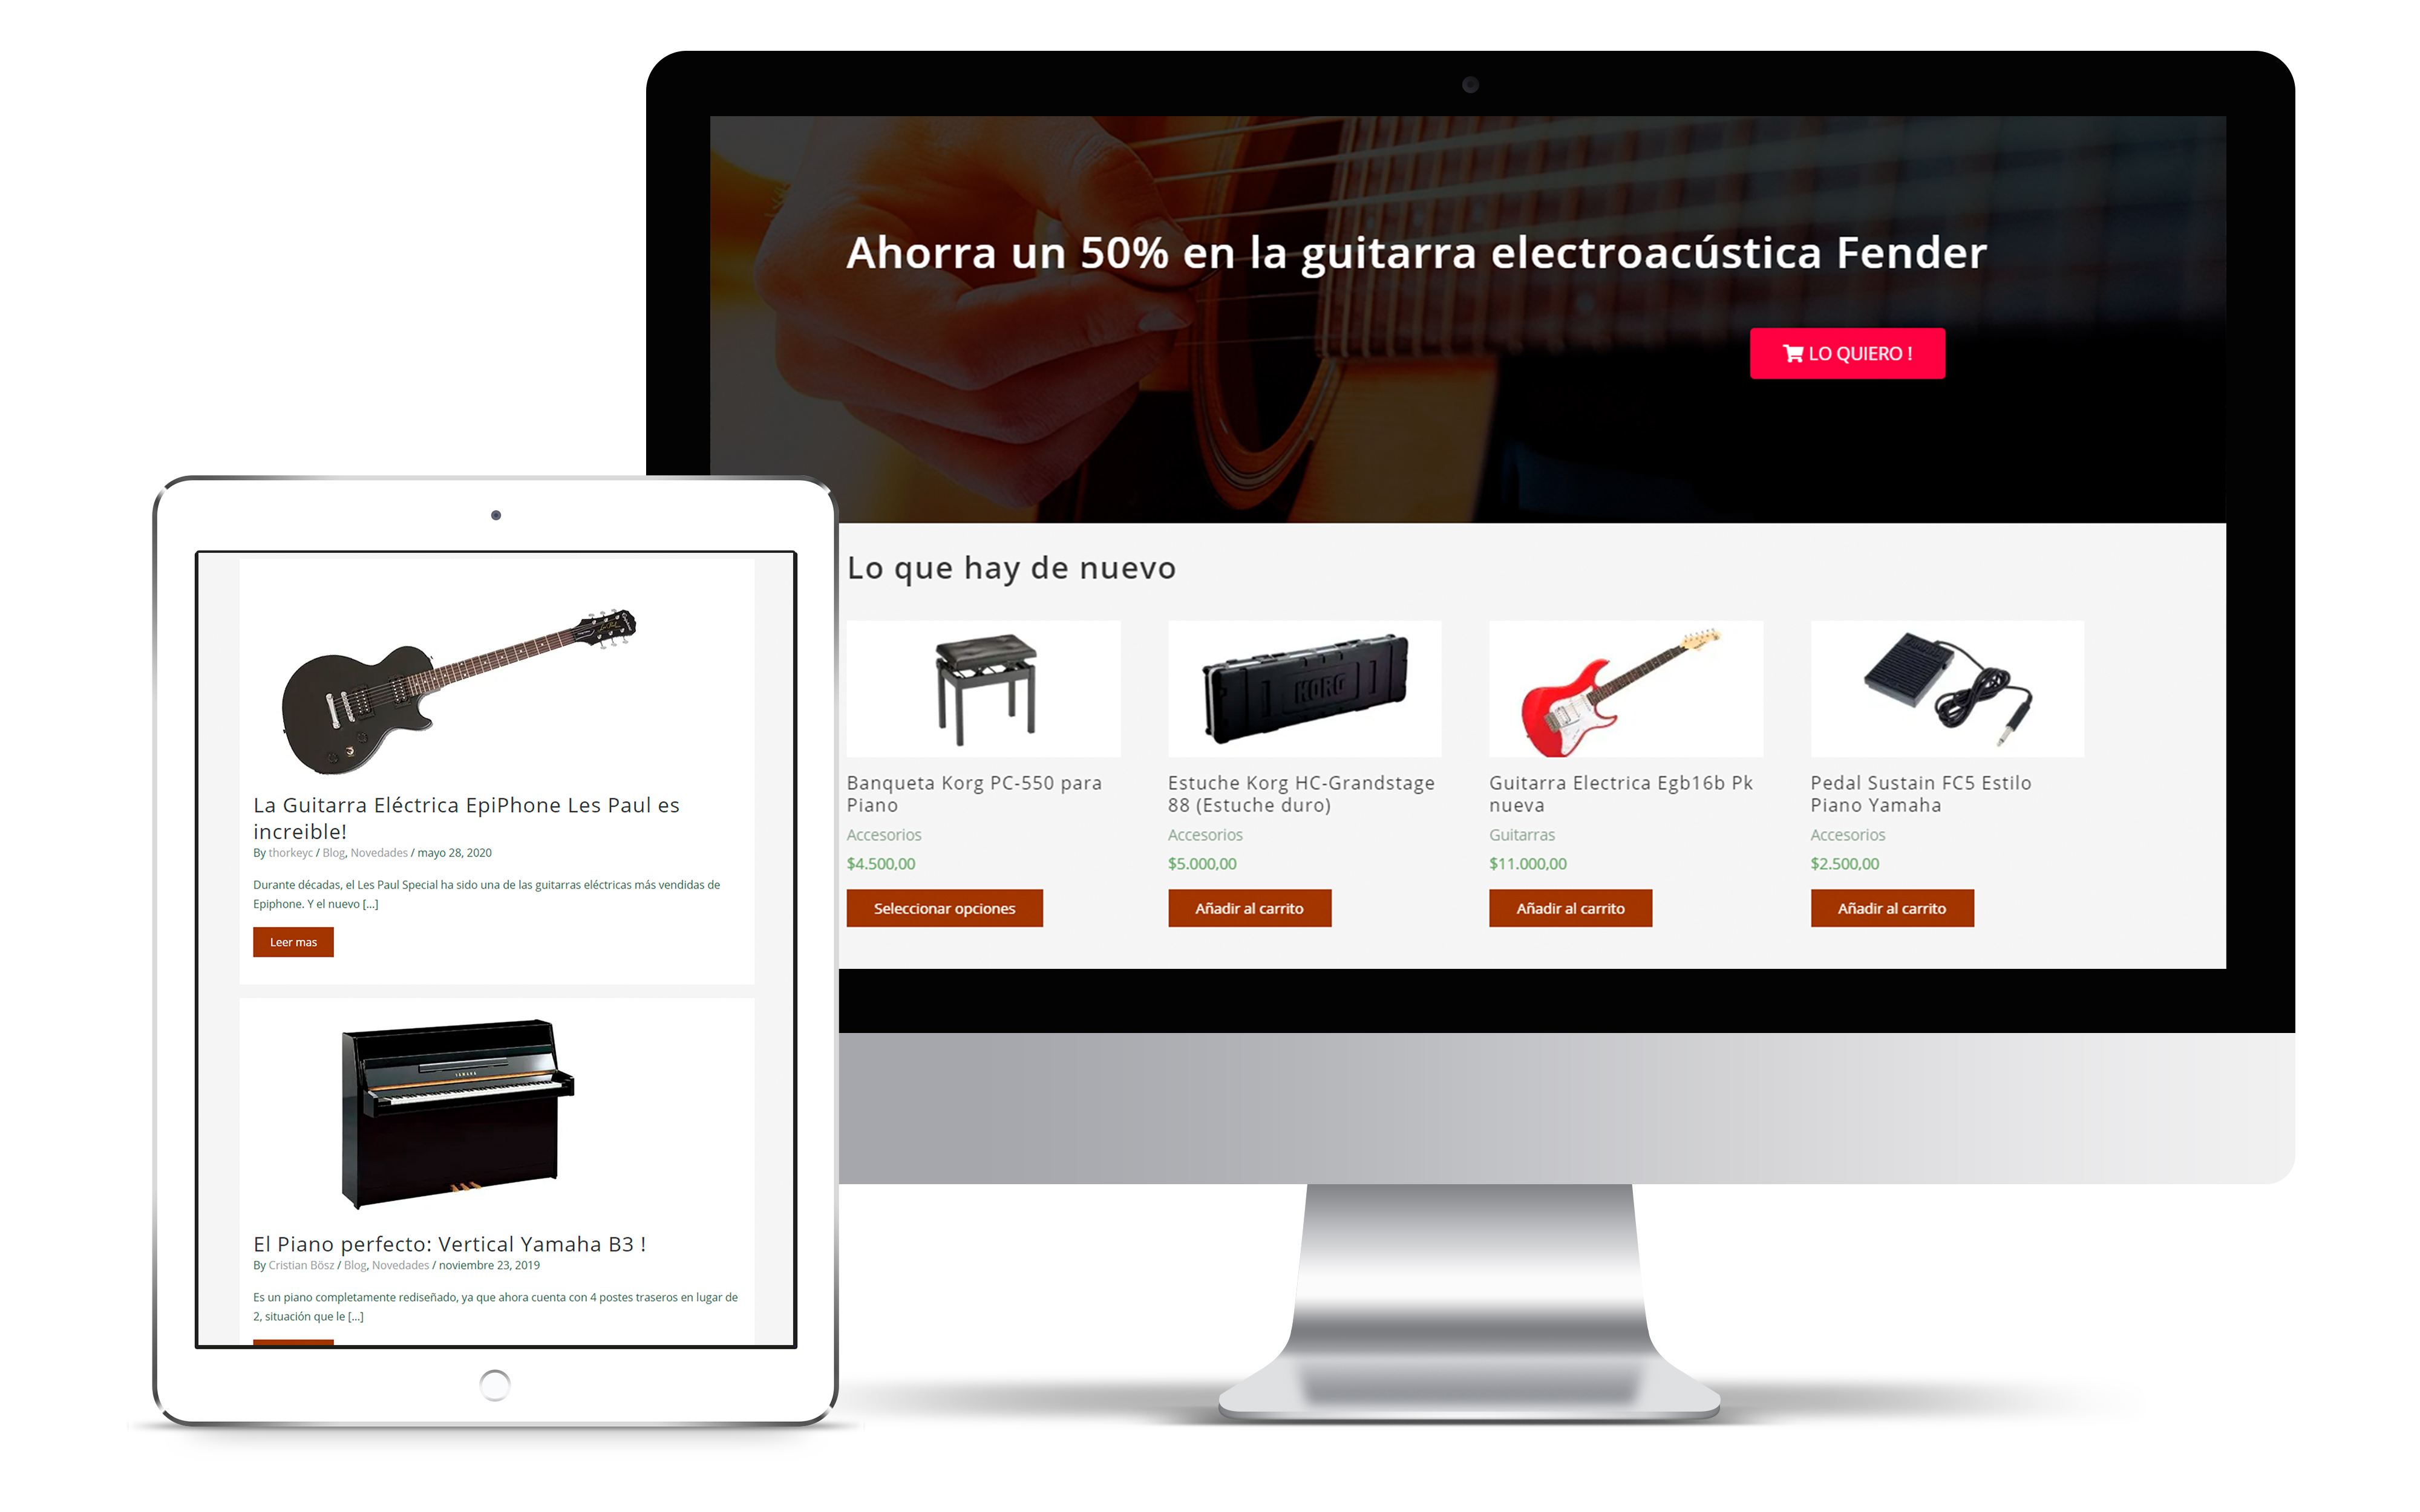 Ahorra un 50% en la guitarra electroacústica Fender
LO QUIERO !
Lo que hay de nuevo
KORG
Banqueta Korg PC-550 para
Piano
Accesorios
$4.500,00
Seleccionar opciones
Estuche Korg HC-Grandstage
88 (Estuche duro)
Accesorios
$5.000,00
Añadir al carrito
Guitarra Electrica Egb16b Pk
nueva
Guitarras
$11.000,00
Añadir al carrito
Pedal Sustain FC5 Estilo
Piano Yamaha
Accesorios
$2.500,00
Añadir al carrito
La Guitarra Eléctrica EpiPhone Les Paul es
increible!
By thorkeyc / Blog, Novedades / mayo 28, 2020
Durante décadas, el Les Paul Special ha sido una de las guitarras eléctricas más vendidas de
Epiphone. Y el nuevo [...]
Leer mas
YAMAHA
El Piano perfecto: Vertical Yamaha B3 !
By Cristian Bösz / Blog, Novedades / noviembre 23, 2019
Es un piano completamente rediseñado, ya que ahora cuenta con 4 postes traseros en lugar de
2, situación que le [...]